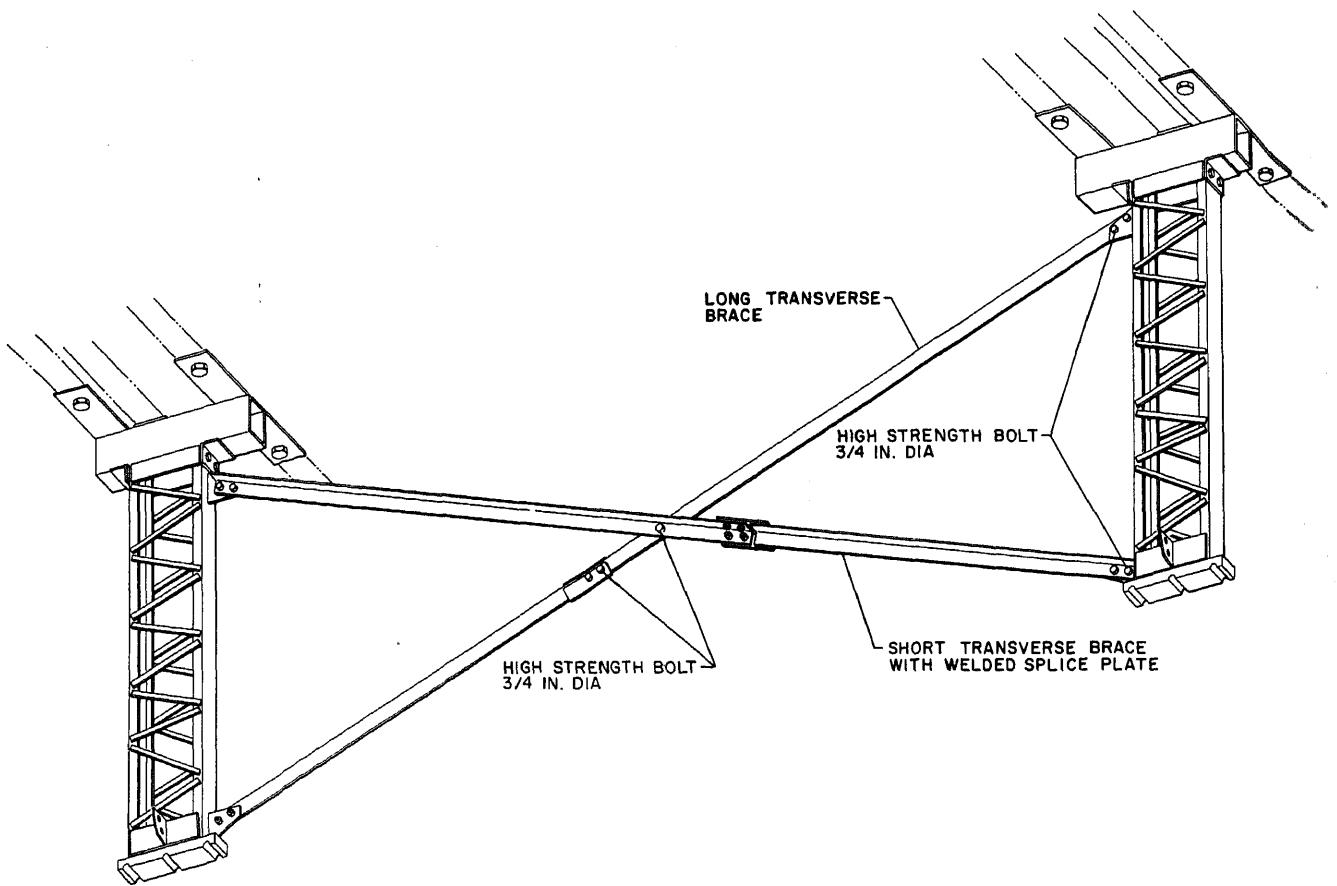 LONG TRANSVERSE
BRACE
HIGH STRENGTH BOLT
3/4 IN. DIA
SHORT TRANSVERSE BRACE
WITH WELDED SPLICE PLATE
HIGH STRENGTH BOLT
3/4 IN. DIA